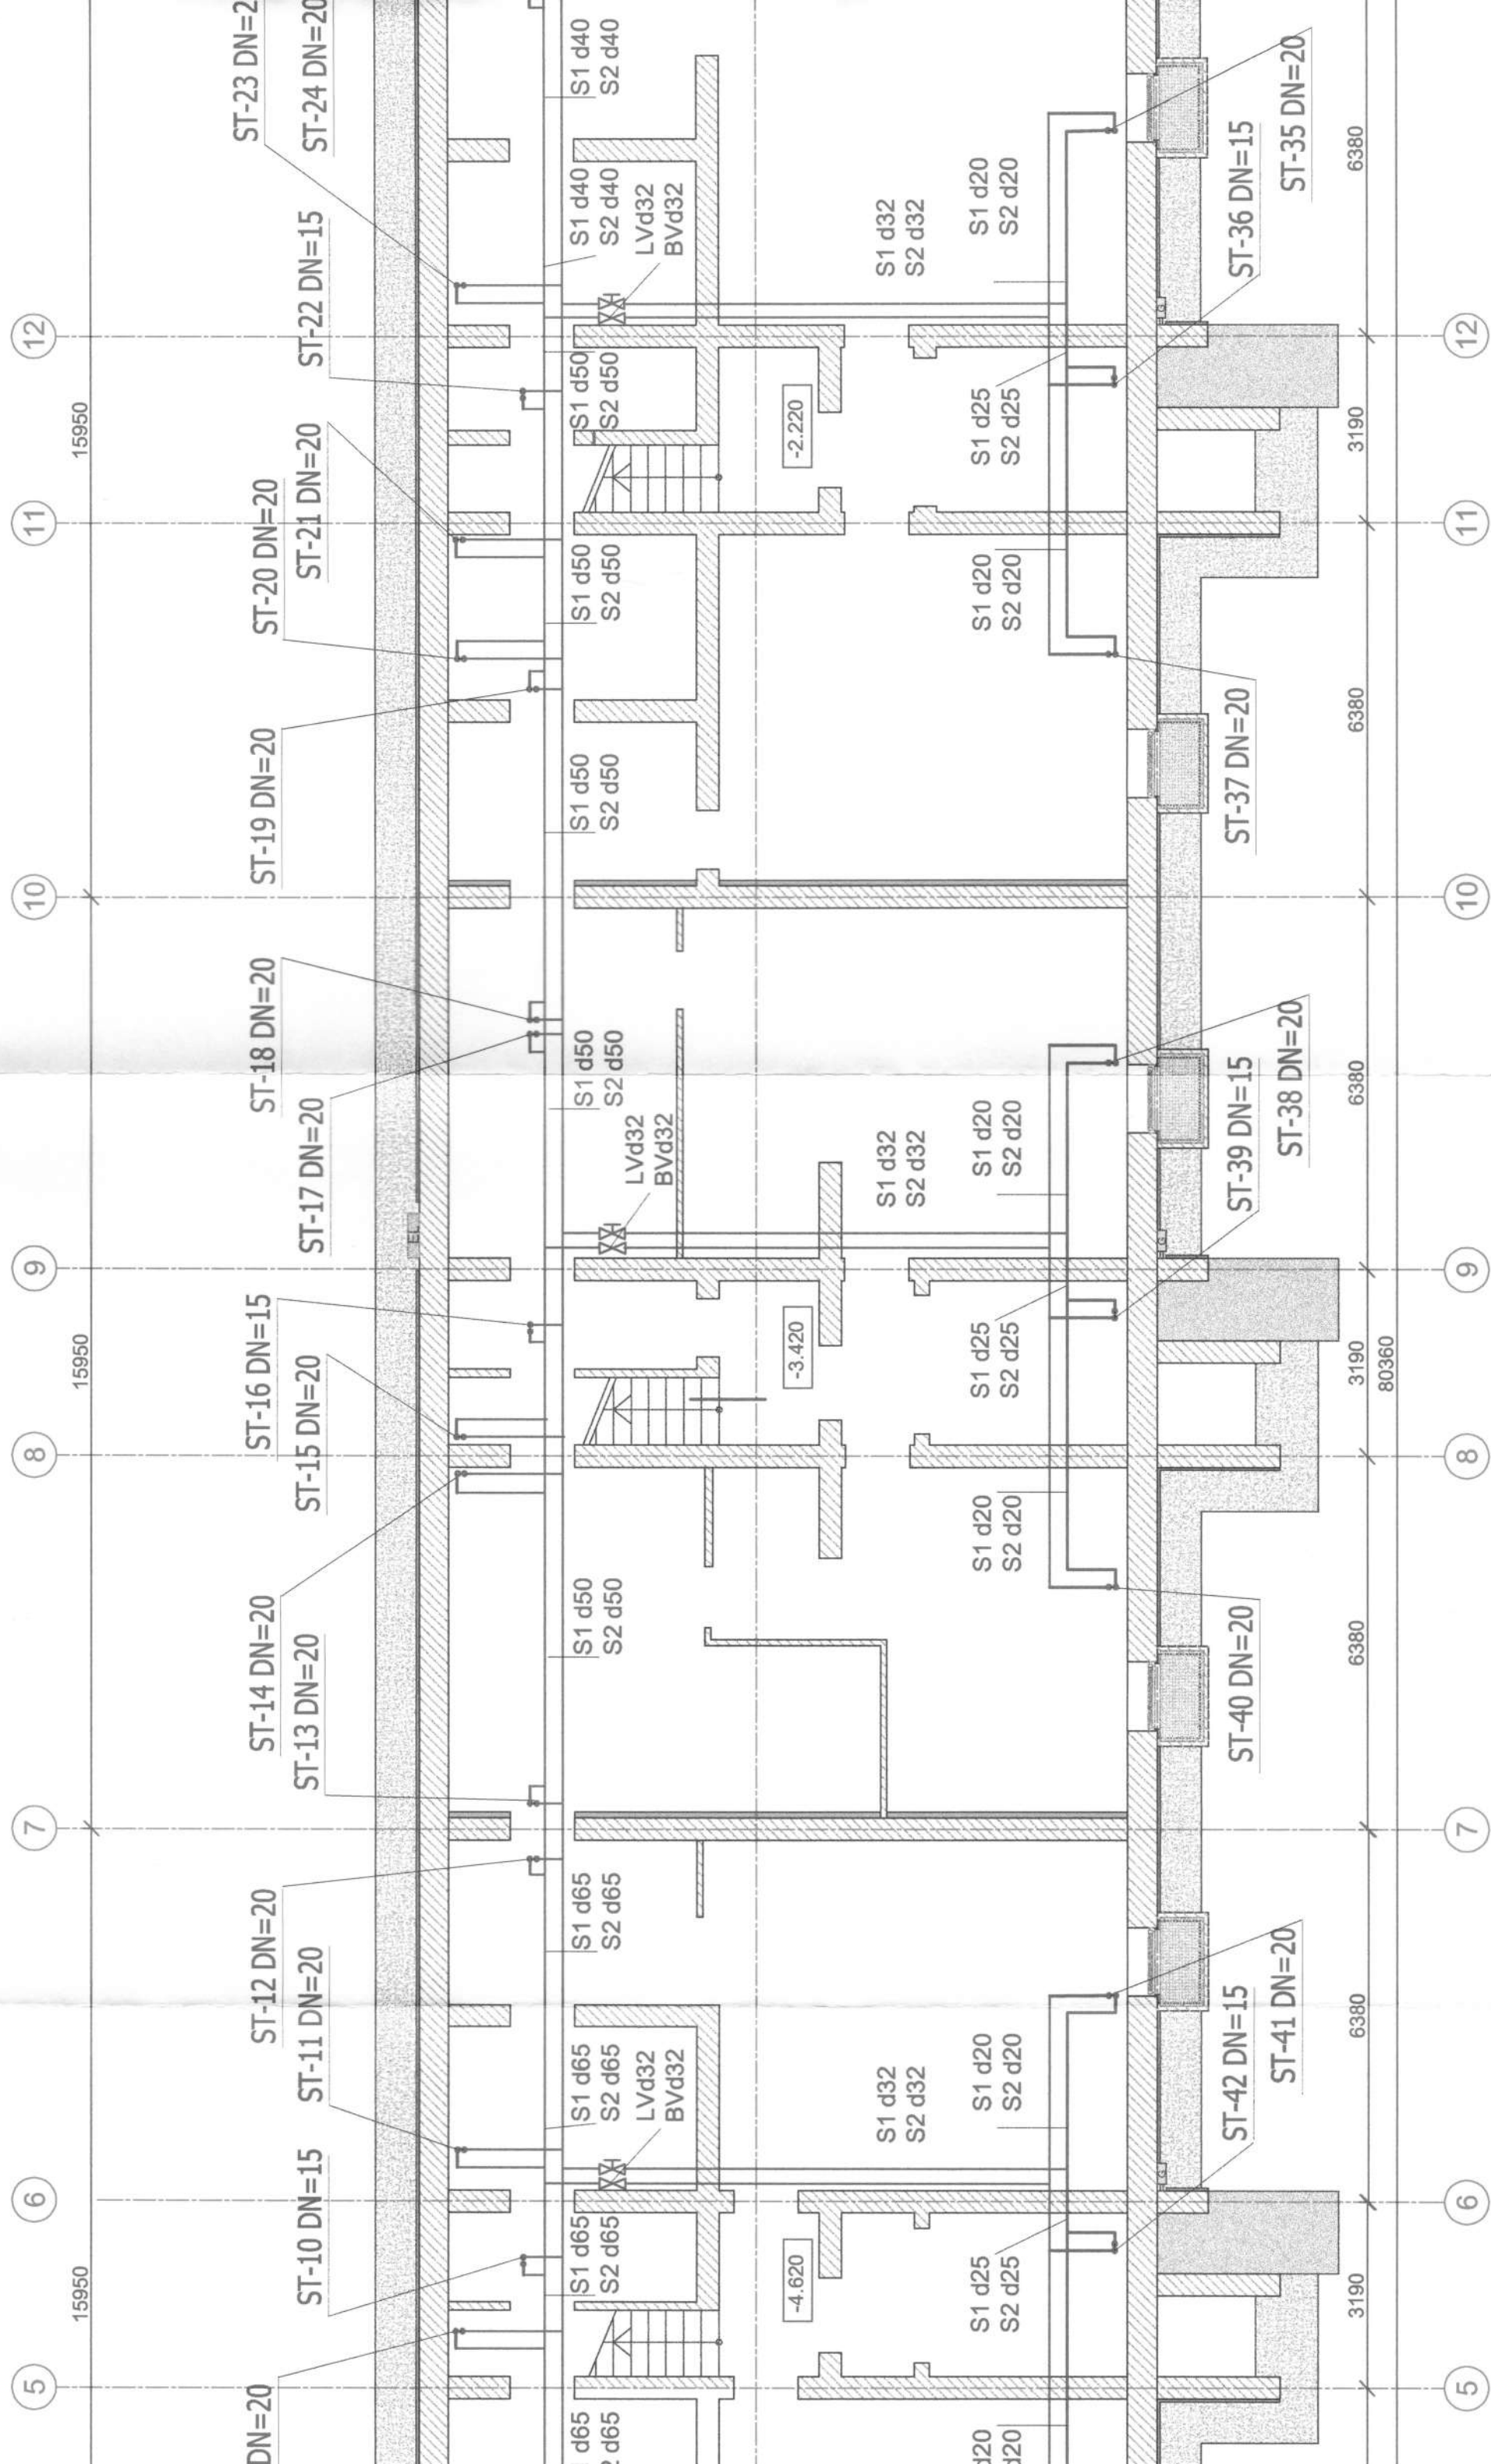 ST-24 DN=20
S1 d40
S2 d40
ST-35 DN=20
6380
ST-36 DN=15
S1 d40
S2 d40
LVd32
BVd32
S1 d32
S2 d32
S1 d20
S2 d20
ST-22 DN=15
12
12
15950
S1 d50
S2 d50
-2.220
S1 d25
S2 d25
G
3190
ST-21 DN=20
ST-20 DN=20
11
11
S1 d50
S2 d50
S1 d20
S2 d20
ST-19 DN=20
S1 d50
S2 d50
ST-37 DN=20
6380
10
10
ST-18 DN=20
ST-17 DN=20
S1 d50
S2 d50
LVd32
BVd32
S1 d32
S2 d32
S1 d20
S2 d20
ST-39 DN=15
ST-38 DN=20
6380
EL
G
9
9
ST-16 DN=15
ST-15 DN=20
15950
-3.420
S1 d25
S2 d25
3190
80360
8
8
ST-14 DN=20
ST-13 DN=20
S1 d50
S2 d50
S1 d20
S2 d20
ST-40 DN=20
6380
7
7
ST-12 DN=20
ST-11 DN=20
S1 d65
S2 d65
S1 d65
S2 d65
LVd32
BVd32
S1 d32
S2 d32
S1 d20
S2 d20
ST-42 DN=15
ST-41 DN=20
6380
G
6
6
ST-10 DN=15
15950
S1 d65
S2 d65
-4.620
S1 d25
S2 d25
3190
5
5
DN=20
d65
d65
d20
d20